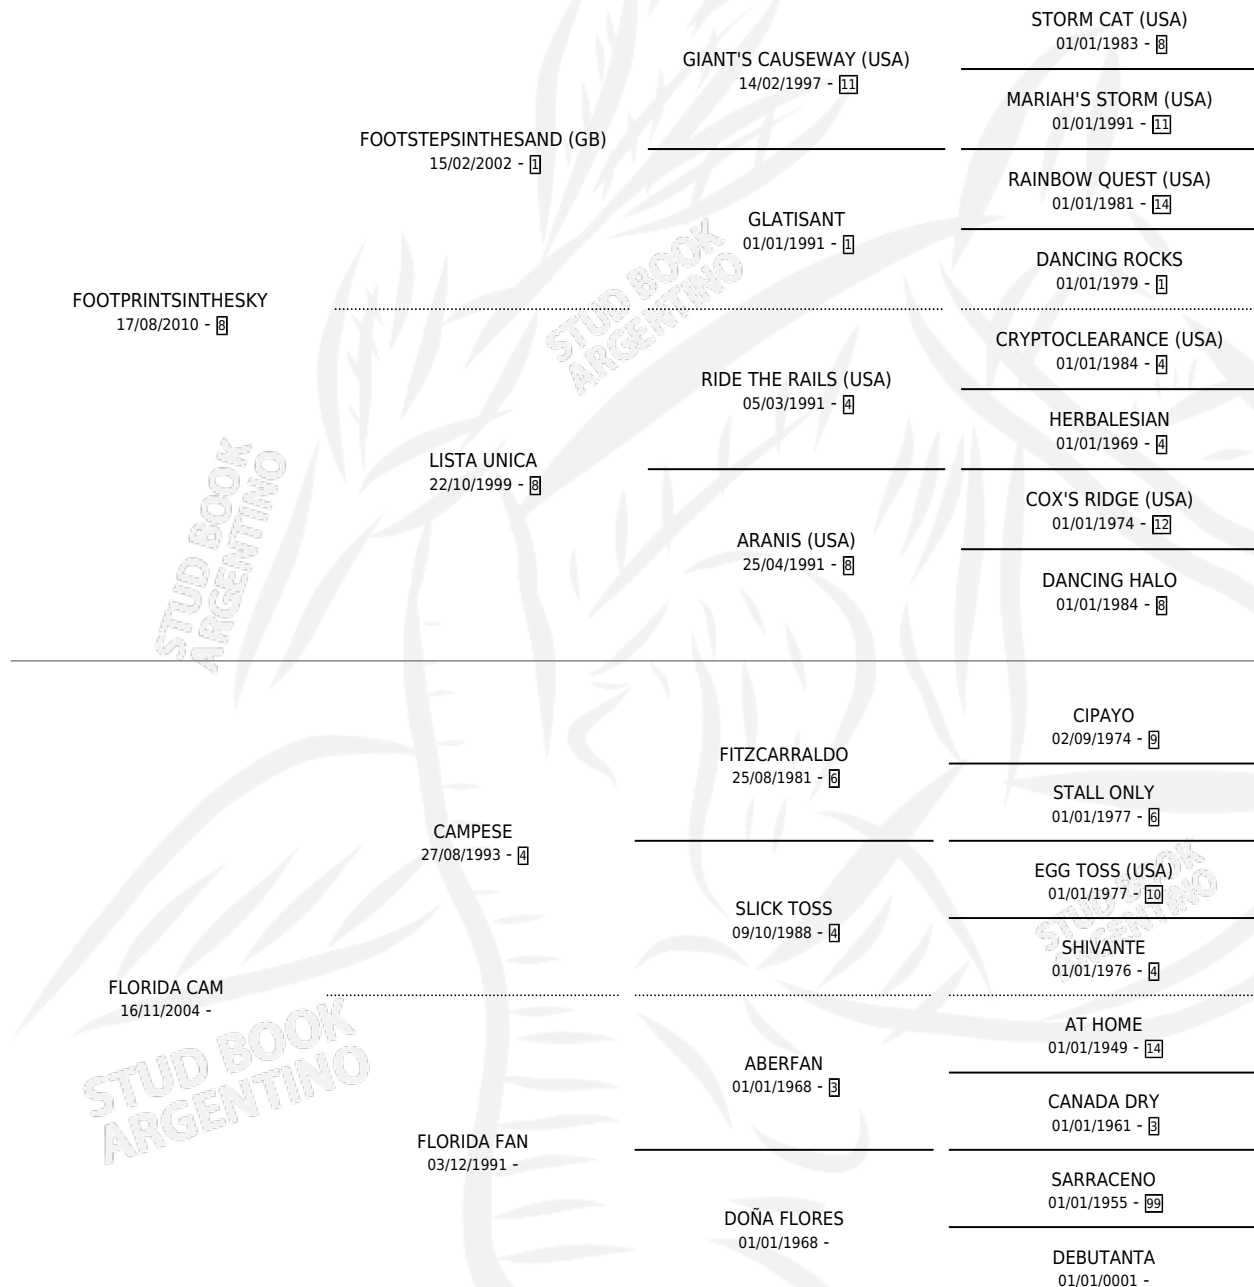 STORM CAT (USA)
01/01/1983 - 8
GIANT'S CAUSEWAY (USA)
14/02/1997 - 11
MARIAH'S STORM (USA)
01/01/1991 - 11
FOOTSTEPSINTHESAND (GB)
15/02/2002 - 1
RAINBOW QUEST (USA)
01/01/1981 - 14
GLATISANT
01/01/1991 - 1
DANCING ROCKS
01/01/1979 - 1
FOOTPRINTSINTHESKY
17/08/2010 - 8
CRYPTOCLEARANCE (USA)
01/01/1984 - 4
RIDE THE RAILS (USA)
05/03/1991 - 4
HERBALESIAN
01/01/1969 - 4
LISTA UNICA
22/10/1999 - 8
COX'S RIDGE (USA)
01/01/1974 - 12
ARANIS (USA)
25/04/1991 - 8
DANCING HALO
01/01/1984 - 8
STUD BOOK
ARGENTINO
STUD BOOK
ARGENTINO
CIPAYO
02/09/1974 - 9
FITZCARRALDO
25/08/1981 - 6
STALL ONLY
01/01/1977 - 6
CAMPESE
27/08/1993 - 4
EGG TOSS (USA)
01/01/1977 - 10
SLICK TOSS
09/10/1988 - 4
SHIVANTE
01/01/1976 - 4
STUD BOOK
ARGENTINO
FLORIDA CAM
16/11/2004 -
AT HOME
01/01/1949 - 14
ABERFAN
01/01/1968 - 3
CANADA DRY
01/01/1961 - 3
FLORIDA FAN
03/12/1991 -
SARRACENO
01/01/1955 - 99
DOÑA FLORES
01/01/1968 -
DEBUTANTA
01/01/0001 -
STUD BOOK
ARGENTINO